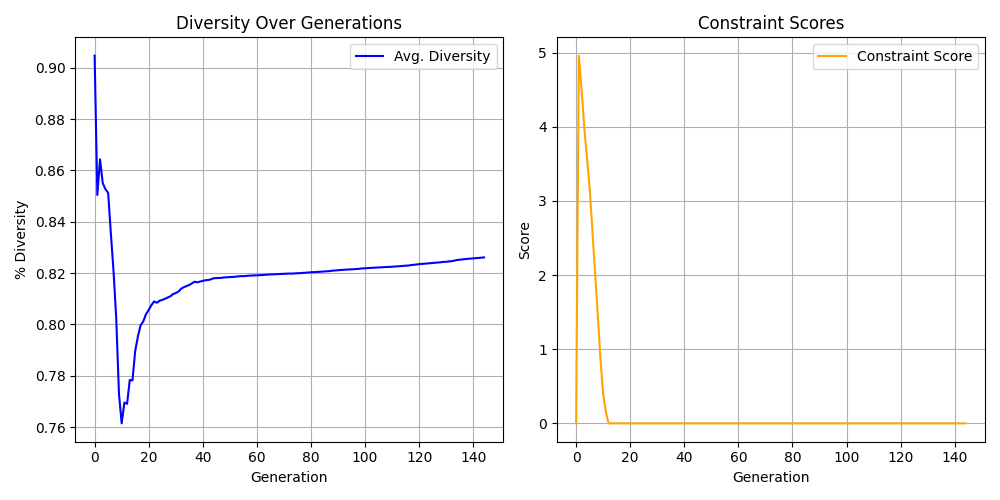 Diversity Over Generations
Avg. Diversity
% Diversity
0.90
0.88
0.86
0.84
0.82
0.80
0.78
0.76
0 20 40 60 80 100 120 140
Generation
Constraint Scores
Constraint Score
Score
5
4
3
2
1
0
0 20 40 60 80 100 120 140
Generation